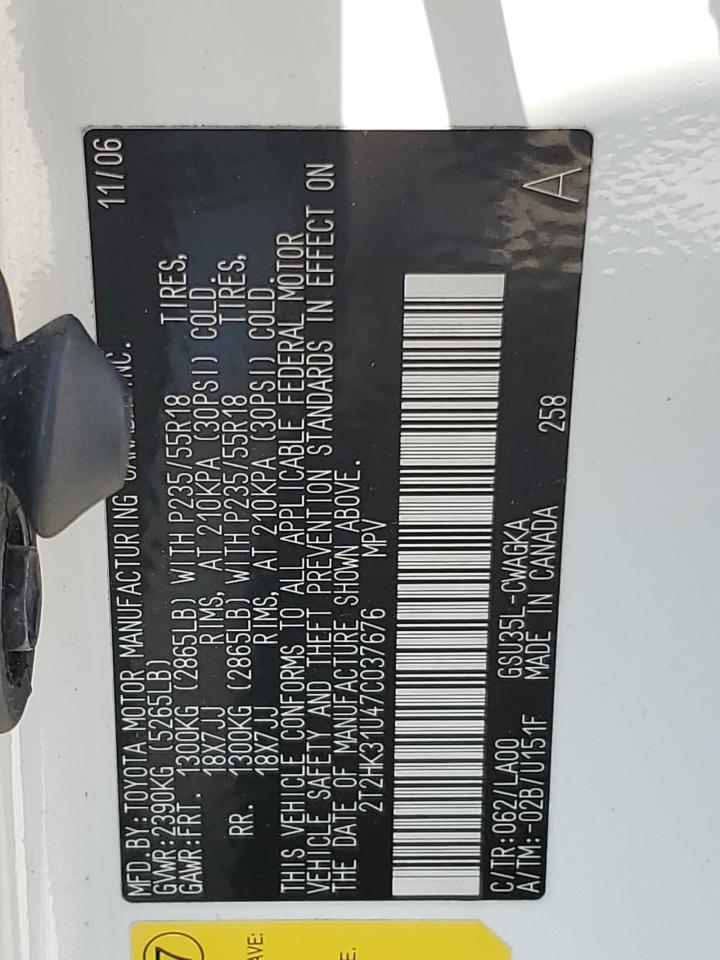 MFD.BY:TOYOTA MOTOR MANUFACTURING INC. 11/06
GVWR:2390KG (5265LB)
GAWR:FRT. 1300KG (2865LB) WITH P235/55R18 TIRES,
18X7JJ RIMS, AT 210KPA (30PSI) COLD
RR. 1300KG (2865LB) WITH P235/55R18 TIRES,
18X7JJ RIMS, AT 210KPA (30PSI) COLD.
THIS VEHICLE CONFORMS TO ALL APPLICABLE FEDERAL MOTOR
VEHICLE SAFETY AND THEFT PREVENTION STANDARDS IN EFFECT ON
THE DATE OF MANUFACTURE SHOWN ABOVE.
2T2HK31U47C037676 MPV
C/TR:062/LA00 GSU35L-CWAGKA
A/TM:-02B/U151F MADE IN CANADA 258 A
7
AVE:
E.